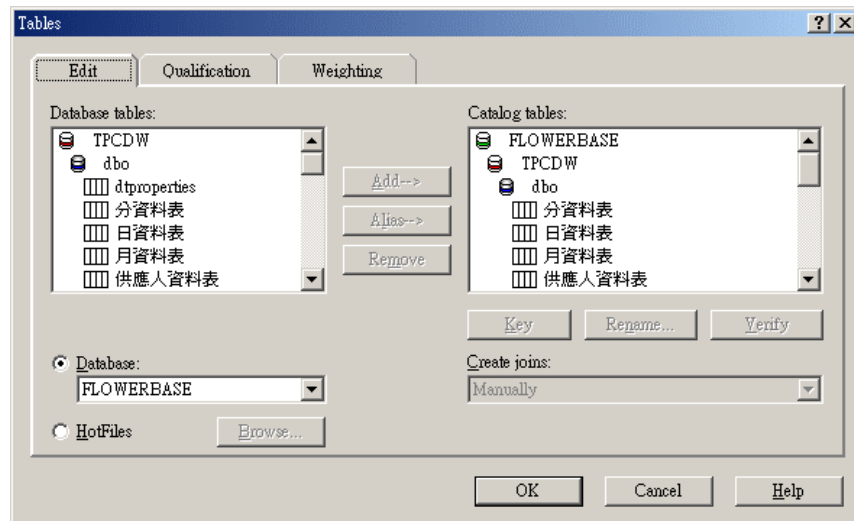 Tables
Edit
Qualification
Weighting
Database tables:
TPCDW
dbo
dtproperties
分資料表
日資料表
月資料表
供應人資料表
Add-->
Alias-->
Remove
Catalog tables:
FLOWERBASE
TPCDW
dbo
分資料表
日資料表
月資料表
供應人資料表
Key
Rename...
Verify
Database:
FLOWERBASE
HotFiles
Browse...
Create joins:
Manually
OK
Cancel
Help